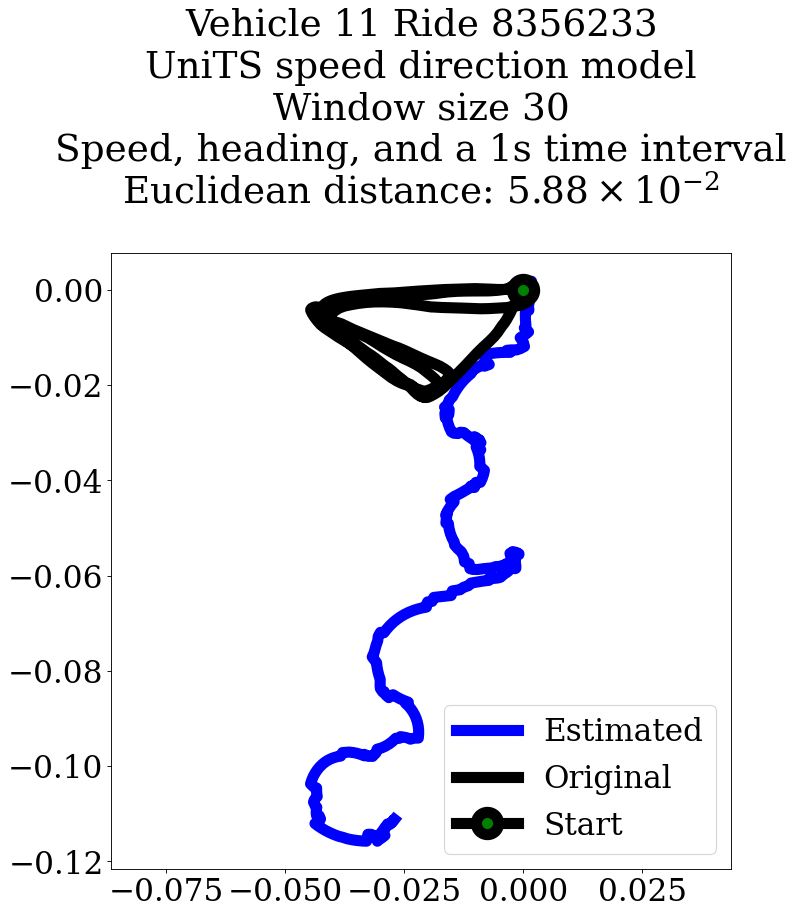 Vehicle 11 Ride 8356233
UniTS speed direction model
Window size 30
Speed, heading, and a 1s time interval
Euclidean distance: 5.88 × 10⁻²
0.00
−0.02
−0.04
−0.06
−0.08
−0.10
−0.12
Estimated
Original
Start
−0.075 −0.050 −0.025 0.000 0.025